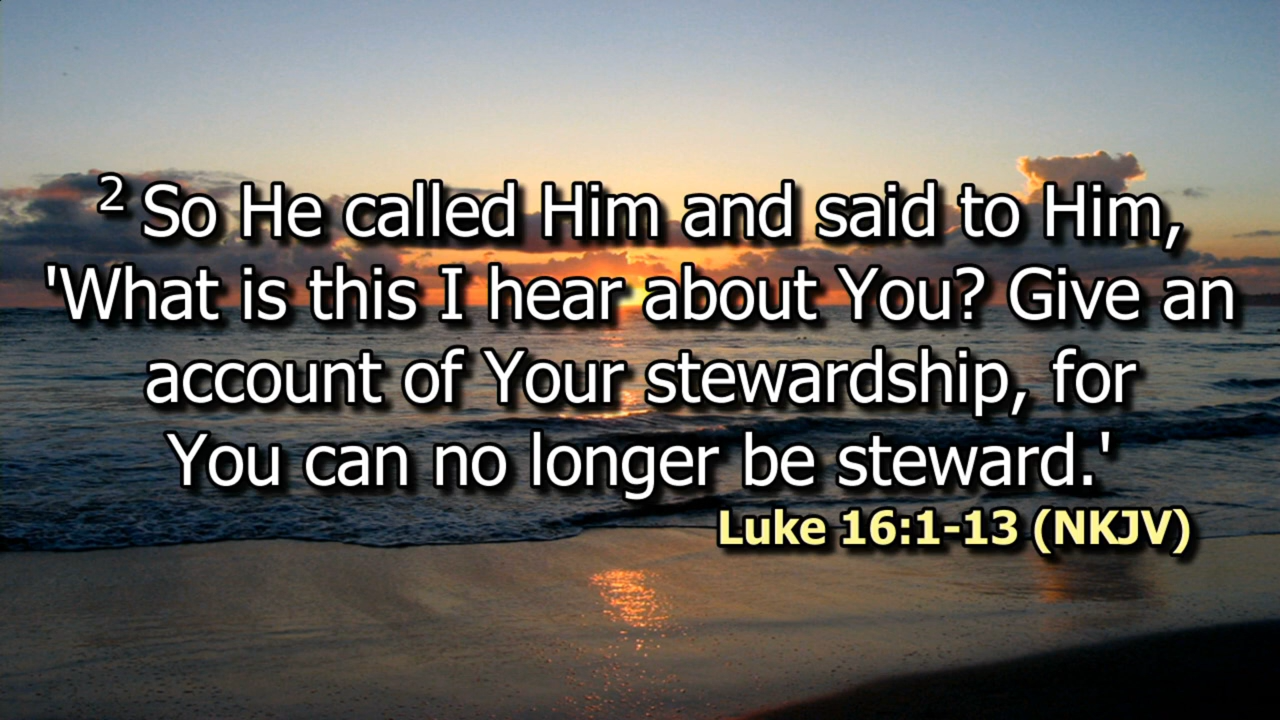 2 So He called Him and said to Him,
'What is this I hear about You? Give an
account of Your stewardship, for
You can no longer be steward.'
Luke 16:1-13 (NKJV)